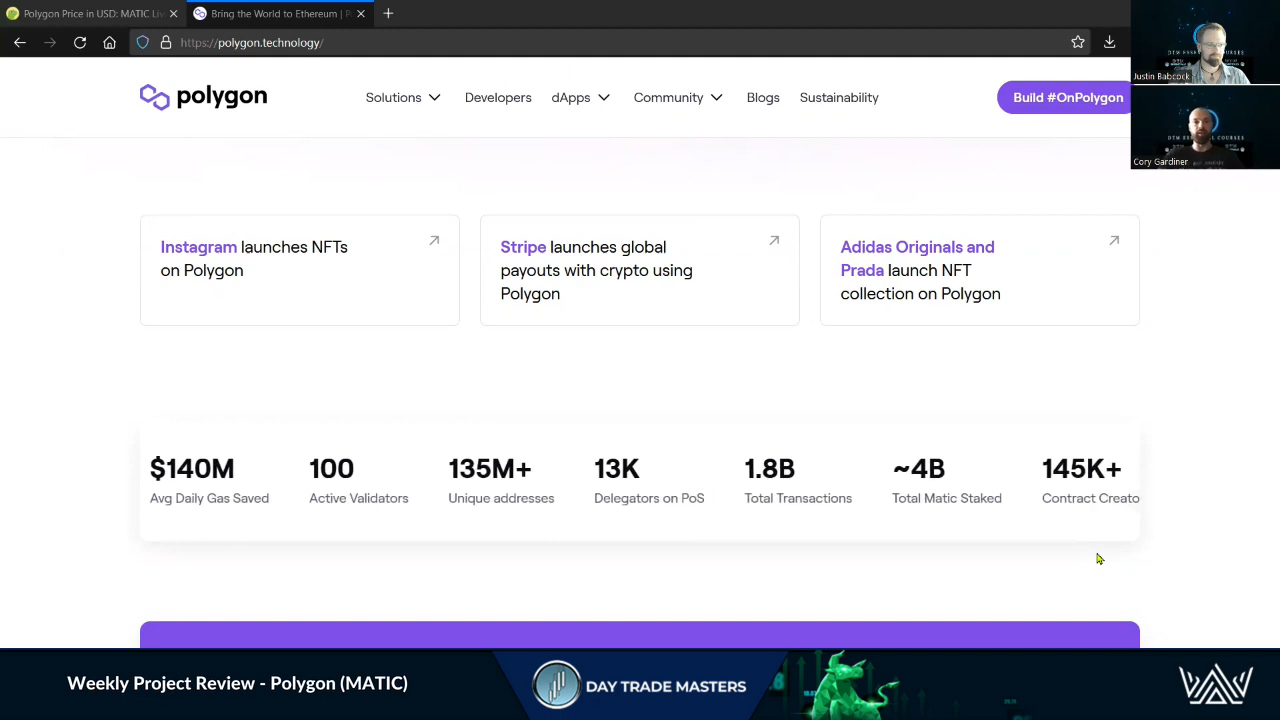 Polygon Price in USD: MATIC Liv
Bring the World to Ethereum | P
https://polygon.technology/
Justin Babcock
Cory Gardiner
polygon
Solutions
Developers
dApps
Community
Blogs
Sustainability
Build #OnPolygon
Instagram launches NFTs
on Polygon
Stripe launches global
payouts with crypto using
Polygon
Adidas Originals and
Prada launch NFT
collection on Polygon
$140M
Avg Daily Gas Saved
100
Active Validators
135M+
Unique addresses
13K
Delegators on PoS
1.8B
Total Transactions
~4B
Total Matic Staked
145K+
Contract Creato
Weekly Project Review - Polygon (MATIC)
DAY TRADE MASTERS